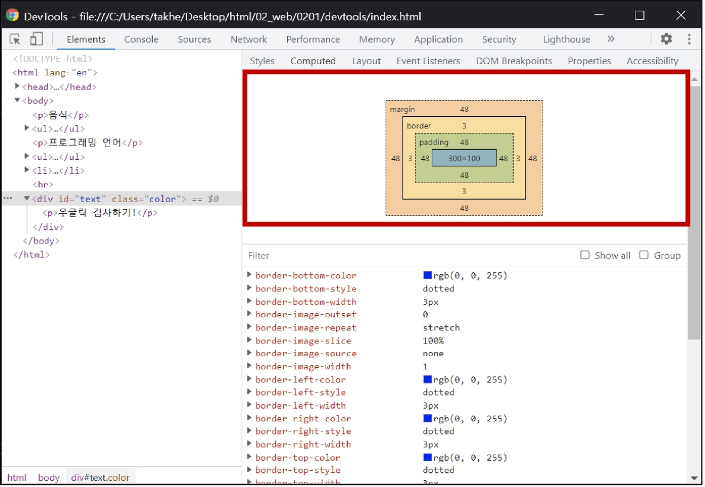 DevTools - file:///C:/Users/takhe/Desktop/html/02_web/0201/devtools/index.html
Elements Console Sources Network Performance Memory Application Security Lighthouse »
<!DOCTYPE html>
<html lang="en">
<head>…</head>
<body>
<p>음식</p>
<ul>…</ul>
<p>프로그래밍 언어</p>
<ul>…</ul>
<li>…</li>
<hr>
<div id="text" class="color"> == $0
<p>우클릭 검사하기!</p>
</div>
</body>
</html>
html body div#text.color
Styles Computed Layout Event Listeners DOM Breakpoints Properties Accessibility
margin 48
border 3
padding 48
48 3 48 300×100 48 3 48
48
3
48
Filter Show all Group
border-bottom-color rgb(0, 0, 255)
border-bottom-style dotted
border-bottom-width 3px
border-image-outset 0
border-image-repeat stretch
border-image-slice 100%
border-image-source none
border-image-width 1
border-left-color rgb(0, 0, 255)
border-left-style dotted
border-left-width 3px
border-right-color rgb(0, 0, 255)
border-right-style dotted
border-right-width 3px
border-top-color rgb(0, 0, 255)
border-top-style dotted
border-top-width 3px